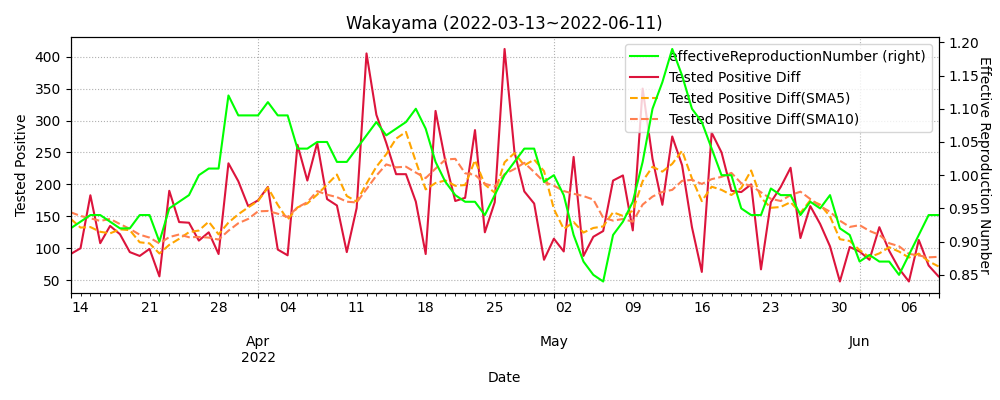 Wakayama (2022-03-13~2022-06-11)
effectiveReproductionNumber (right)
Tested Positive Diff
Tested Positive Diff(SMA5)
Tested Positive Diff(SMA10)
Tested Positive
400
350
300
250
200
150
100
50
1.20
1.15
1.10
1.05
1.00
0.95
0.90
0.85
Effective Reproduction Number
14 21 28 04 11 18 25 02 09 16 23 06
Apr May Jun
2022
Date